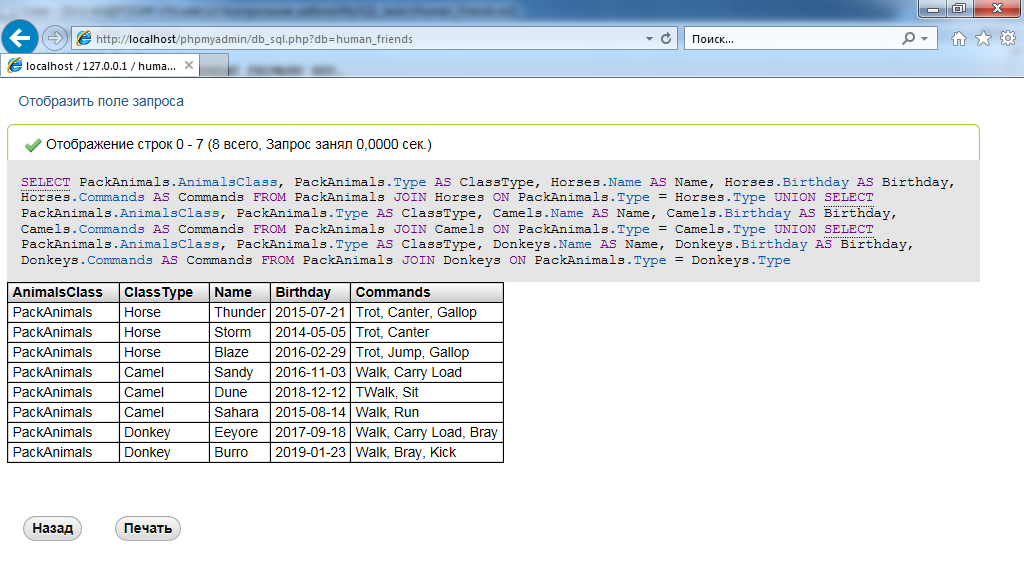 http://localhost/phpmyadmin/db_sql.php?db=human_friends
Поиск...
localhost / 127.0.0.1 / huma...
Отобразить поле запроса
Отображение строк 0 - 7 (8 всего, Запрос занял 0,0000 сек.)
SELECT PackAnimals.AnimalsClass, PackAnimals.Type AS ClassType, Horses.Name AS Name, Horses.Birthday AS Birthday,
Horses.Commands AS Commands FROM PackAnimals JOIN Horses ON PackAnimals.Type = Horses.Type UNION SELECT
PackAnimals.AnimalsClass, PackAnimals.Type AS ClassType, Camels.Name AS Name, Camels.Birthday AS Birthday,
Camels.Commands AS Commands FROM PackAnimals JOIN Camels ON PackAnimals.Type = Camels.Type UNION SELECT
PackAnimals.AnimalsClass, PackAnimals.Type AS ClassType, Donkeys.Name AS Name, Donkeys.Birthday AS Birthday,
Donkeys.Commands AS Commands FROM PackAnimals JOIN Donkeys ON PackAnimals.Type = Donkeys.Type
AnimalsClass ClassType Name Birthday Commands
PackAnimals Horse Thunder 2015-07-21 Trot, Canter, Gallop
PackAnimals Horse Storm 2014-05-05 Trot, Canter
PackAnimals Horse Blaze 2016-02-29 Trot, Jump, Gallop
PackAnimals Camel Sandy 2016-11-03 Walk, Carry Load
PackAnimals Camel Dune 2018-12-12 TWalk, Sit
PackAnimals Camel Sahara 2015-08-14 Walk, Run
PackAnimals Donkey Eeyore 2017-09-18 Walk, Carry Load, Bray
PackAnimals Donkey Burro 2019-01-23 Walk, Bray, Kick
Назад Печать